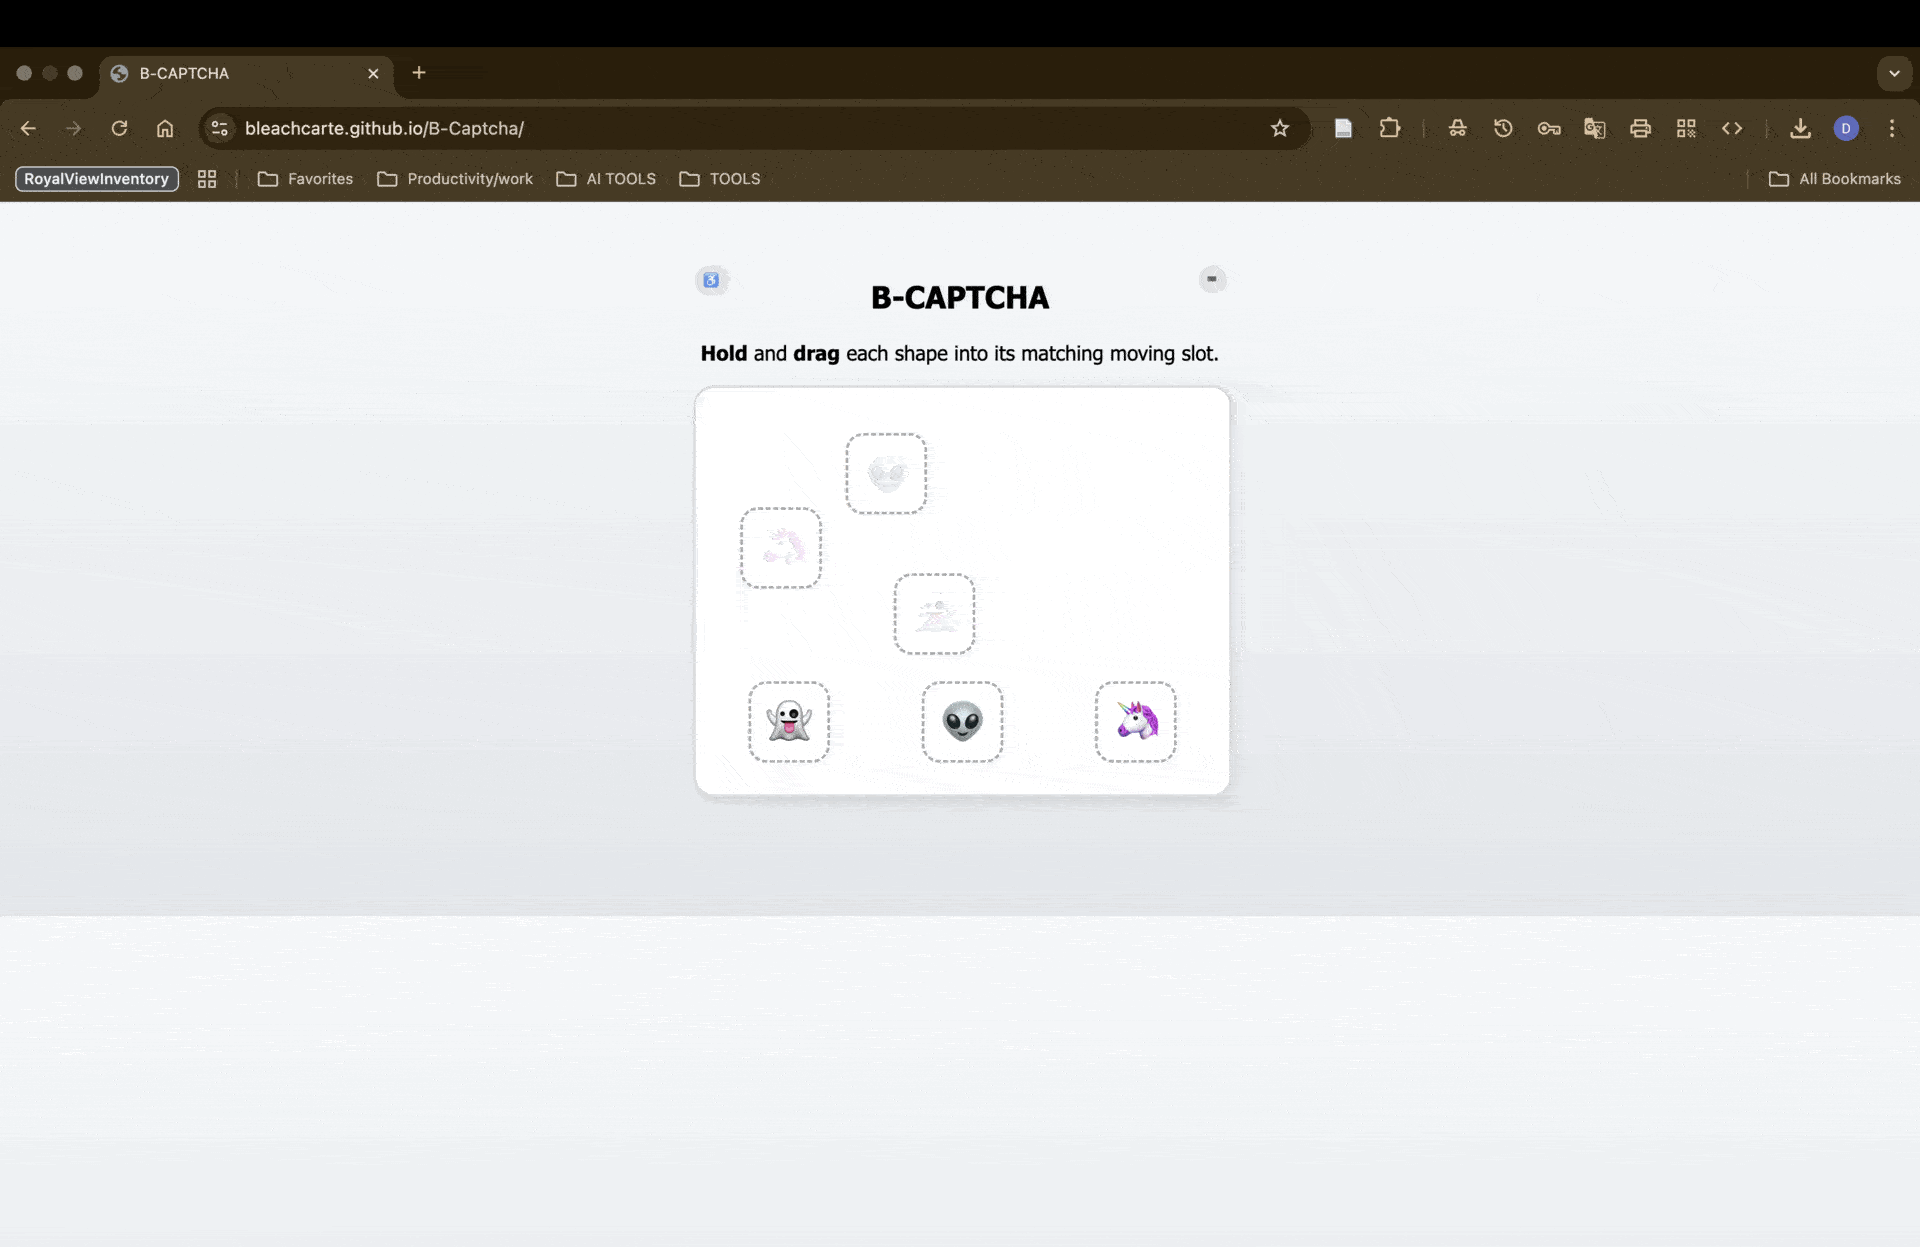 B-CAPTCHA
bleachcarte.github.io/B-Captcha/
D
RoyalViewInventory
Favorites
Productivity/work
AI TOOLS
TOOLS
All Bookmarks
B-CAPTCHA
Hold and drag each shape into its matching moving slot.